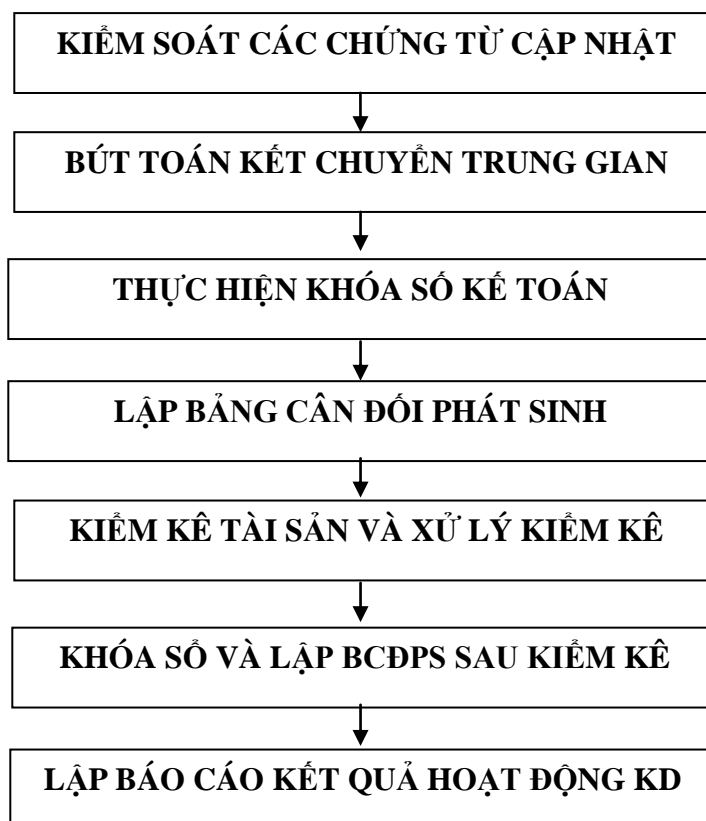 KIỂM SOÁT CÁC CHỨNG TỪ CẬP NHẬT
BÚT TOÁN KẾT CHUYỂN TRUNG GIAN
THỰC HIỆN KHÓA SỐ KẾ TOÁN
LẬP BẢNG CÂN ĐỐI PHÁT SINH
KIỂM KÊ TÀI SẢN VÀ XỬ LÝ KIỂM KÊ
KHÓA SỔ VÀ LẬP BCĐPS SAU KIỂM KÊ
LẬP BÁO CÁO KẾT QUẢ HOẠT ĐỘNG KD